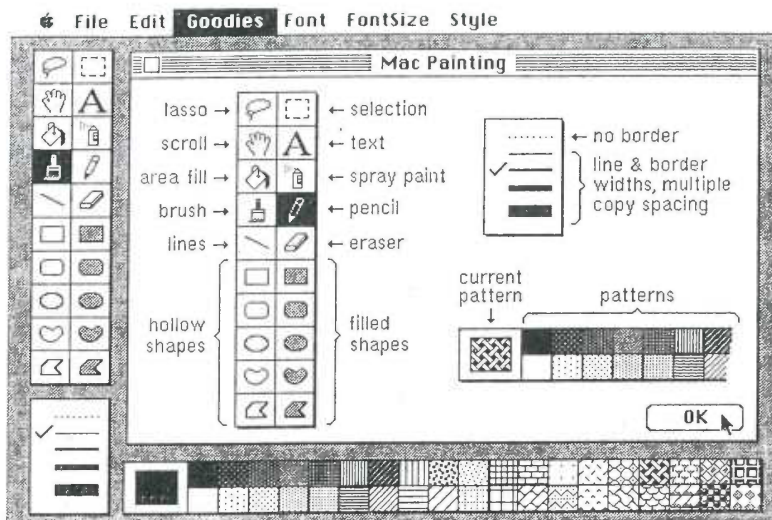 File Edit Goodies Font FontSize Style
Mac Painting
lasso → ← selection
scroll → A ← text
area fill → ← spray paint
brush → ← pencil
lines → ← eraser
hollow
shapes
filled
shapes
← no border
line & border
widths, multiple
copy spacing
current
pattern
patterns
OK
A